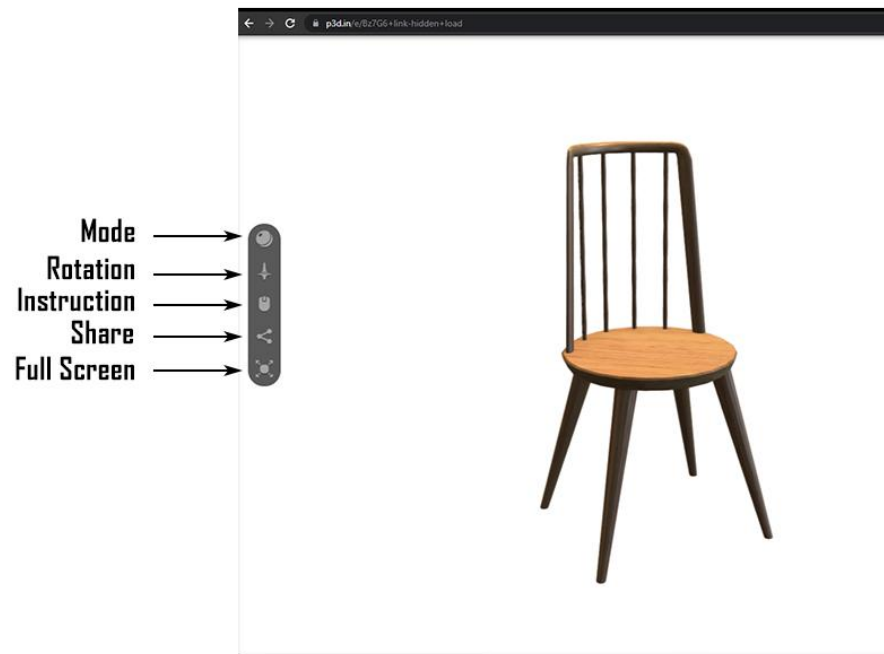 p3d.in/e/Bz7G6+link-hidden+load
Mode
Rotation
Instruction
Share
Full Screen